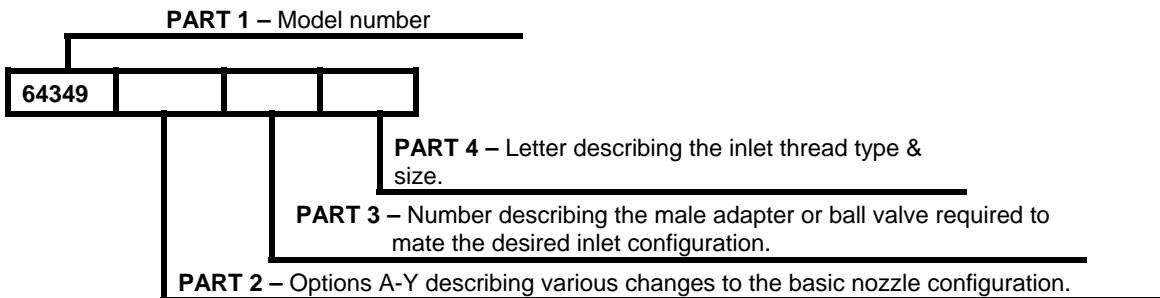 PART 1 – Model number
64349
PART 4 – Letter describing the inlet thread type &
size.
PART 3 – Number describing the male adapter or ball valve required to
mate the desired inlet configuration.
PART 2 – Options A-Y describing various changes to the basic nozzle configuration.